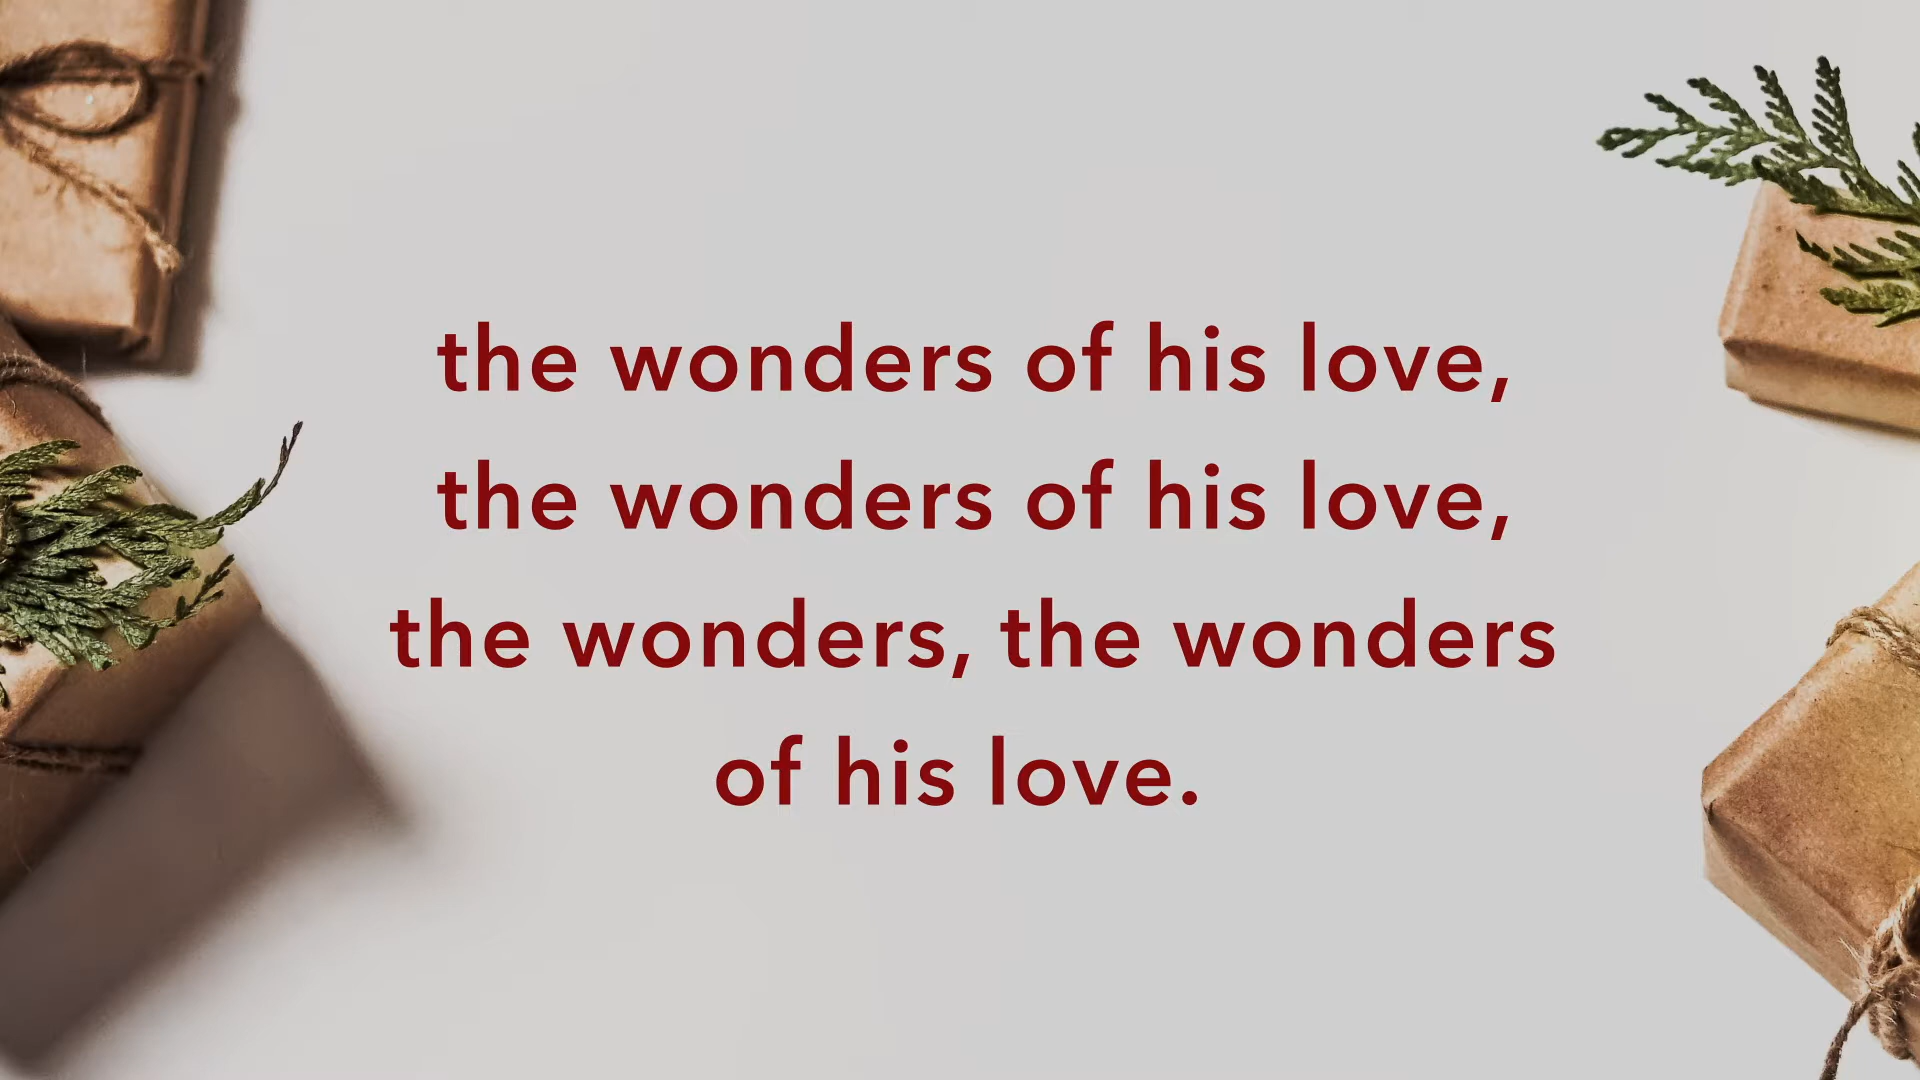 the wonders of his love,
the wonders of his love,
the wonders, the wonders
of his love.